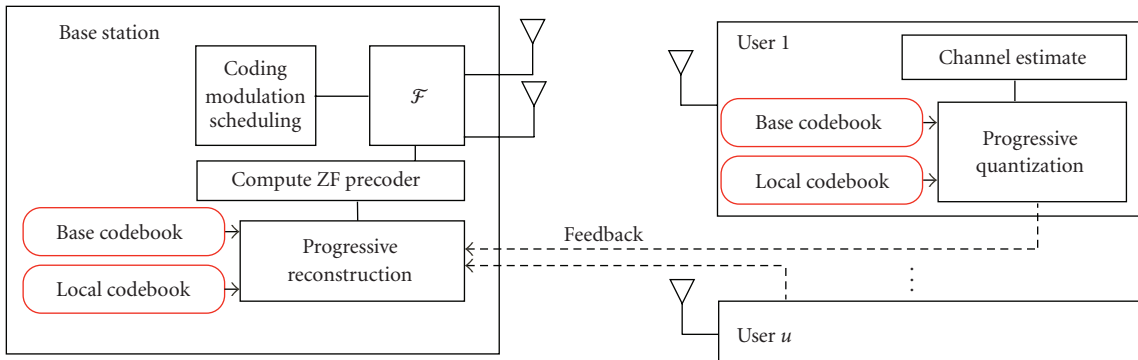 Base station
Coding
modulation
scheduling
ℱ
Compute ZF precoder
Base codebook
Local codebook
Progressive
reconstruction
Feedback
User 1
Channel estimate
Base codebook
Local codebook
Progressive
quantization
⋮
User u